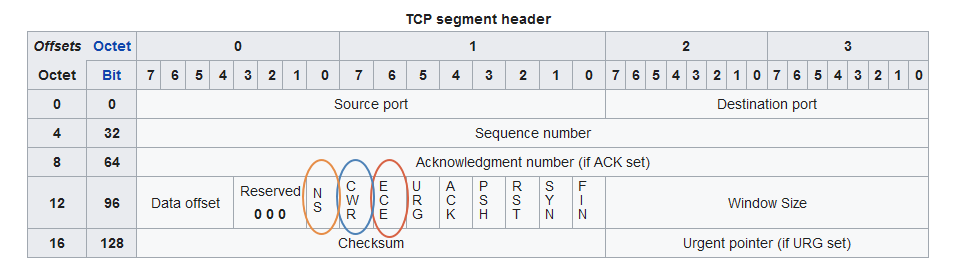 TCP segment header
Offsets Octet 0 1 2 3
Octet Bit 7 6 5 4 3 2 1 0 7 6 5 4 3 2 1 0 7 6 5 4 3 2 1 0 7 6 5 4 3 2 1 0
0 0 Source port Destination port
4 32 Sequence number
8 64 Acknowledgment number (if ACK set)
12 96 Data offset Reserved 0 0 0 NS CWR ECE URG ACK PSH RST SYN FIN Window Size
16 128 Checksum Urgent pointer (if URG set)